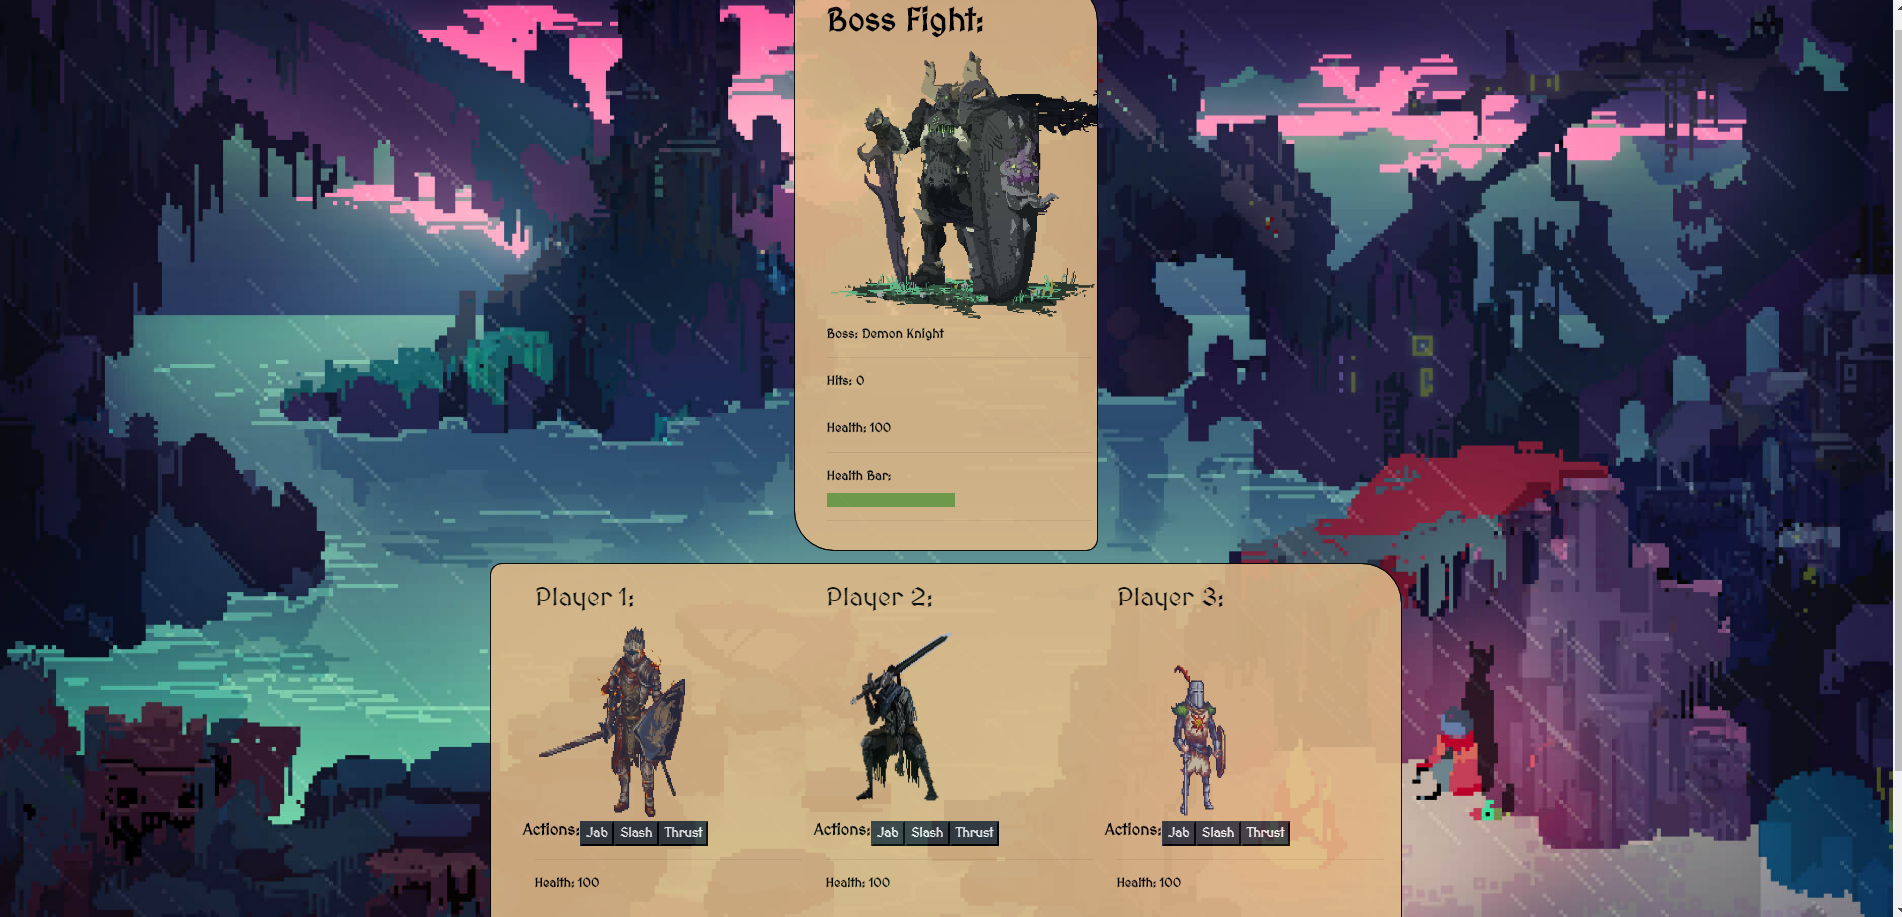 Boss Fight:
Boss: Demon Knight
Hits: 0
Health: 100
Health Bar:
Player 1:
Actions: Jab Slash Thrust
Health: 100
Player 2:
Actions: Jab Slash Thrust
Health: 100
Player 3:
Actions: Jab Slash Thrust
Health: 100